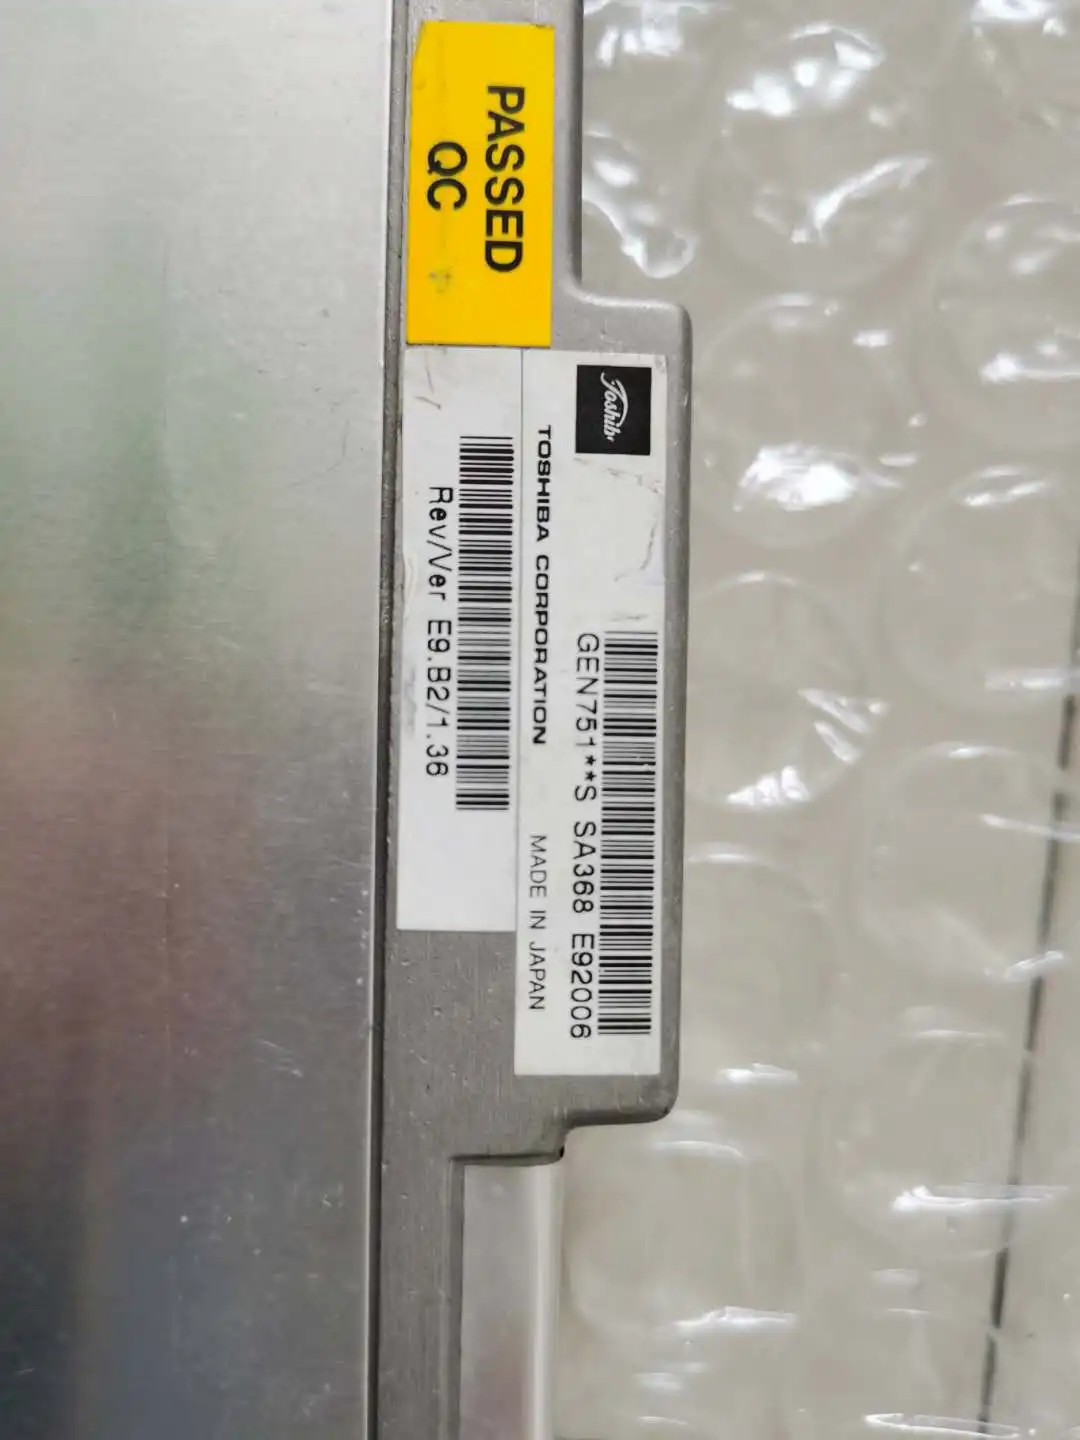 PASSED
QC
Toshiba
GEN751**S SA368 E92006
TOSHIBA CORPORATION MADE IN JAPAN
Rev/Ver E9.B2/1.36